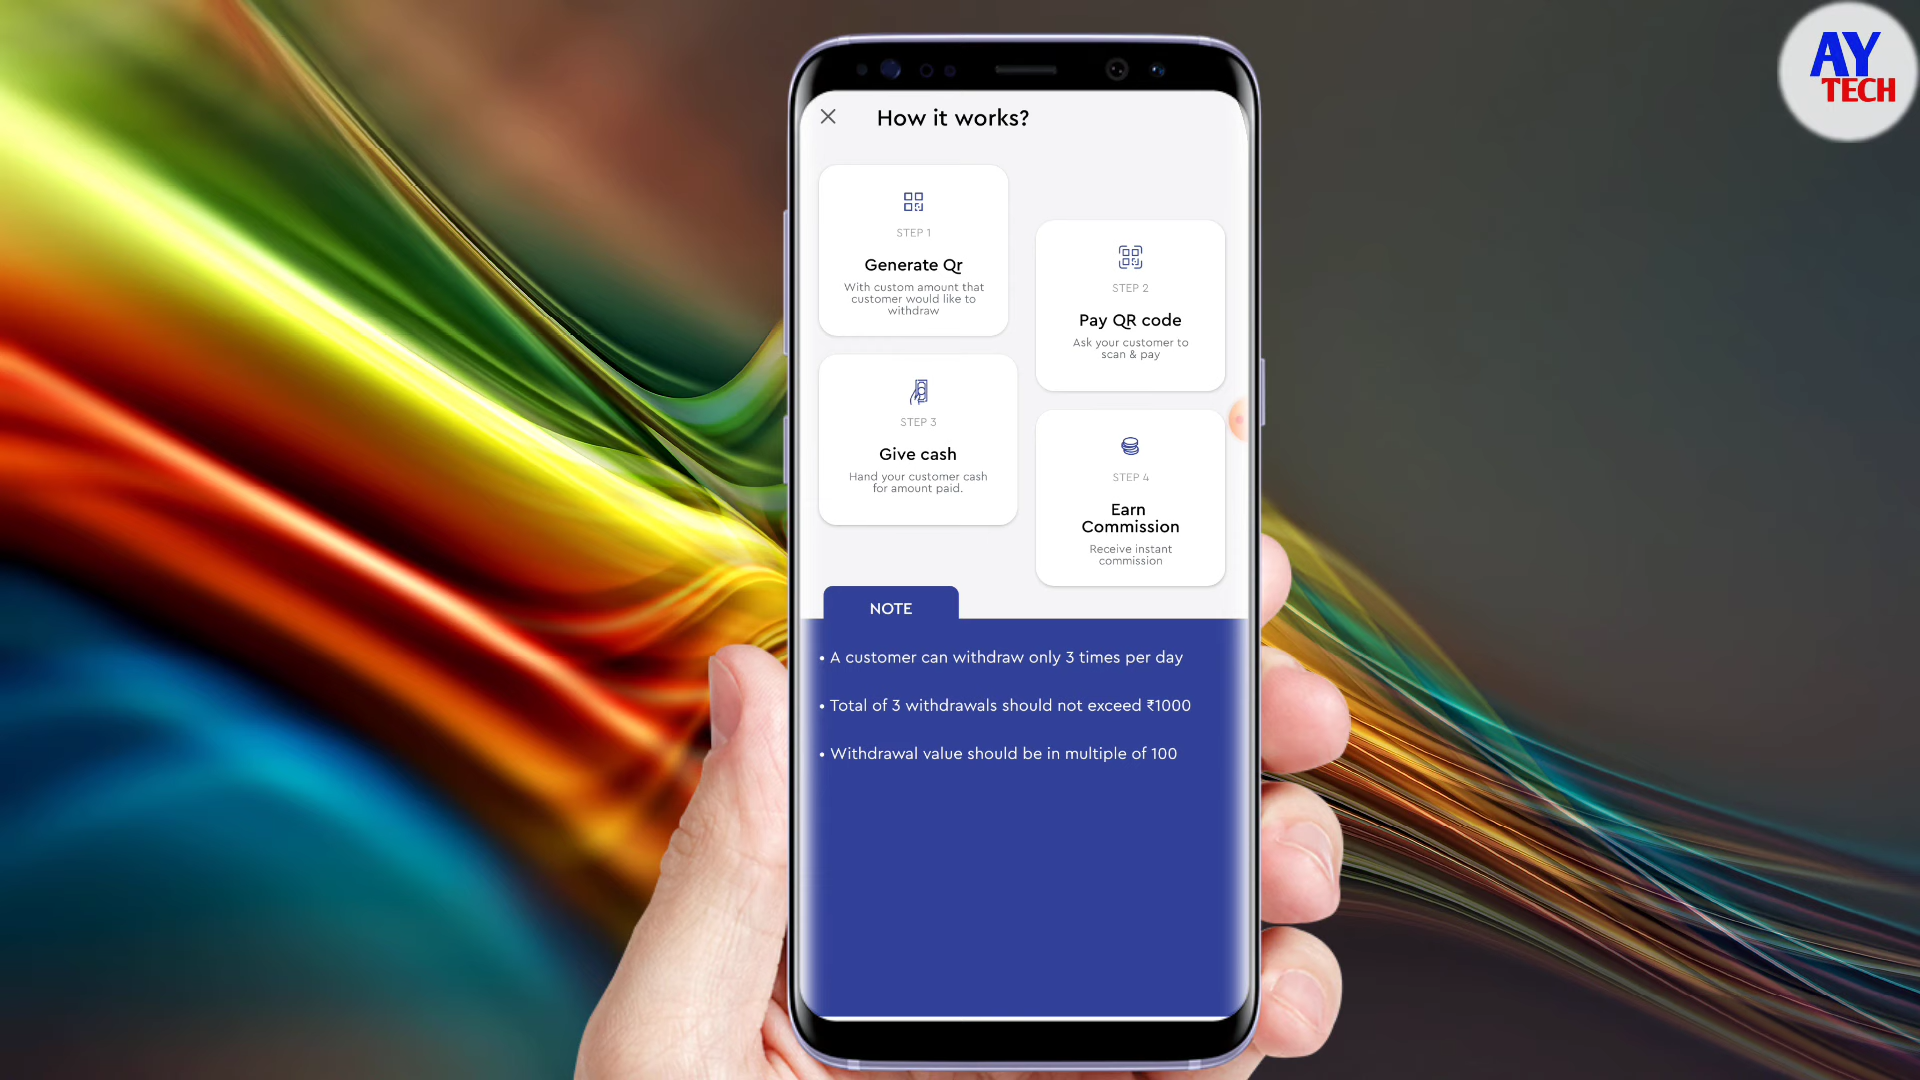 AY
TECH
How it works?
STEP 1
Generate Qr
With custom amount that
customer would like to
withdraw
STEP 2
Pay QR code
Ask your customer to
scan & pay
STEP 3
Give cash
Hand your customer cash
for amount paid.
STEP 4
Earn
Commission
Receive instant
commission
NOTE
• A customer can withdraw only 3 times per day
• Total of 3 withdrawals should not exceed ₹1000
• Withdrawal value should be in multiple of 100